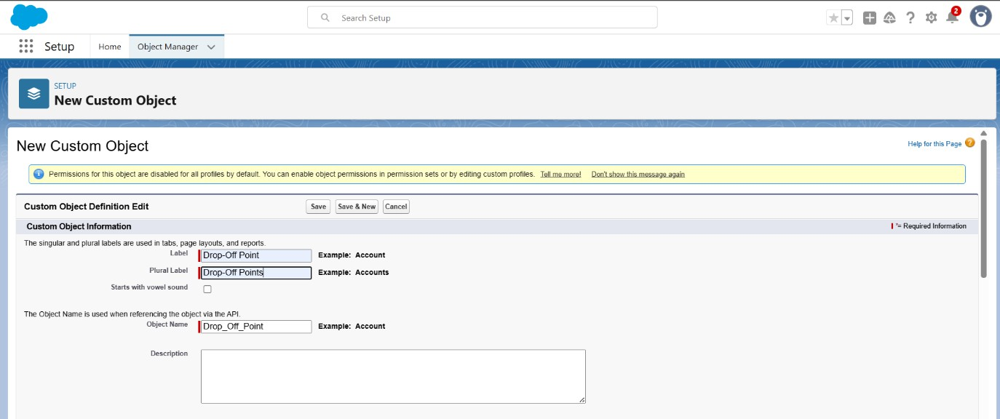 Search Setup
2
Setup Home Object Manager
SETUP
New Custom Object
New Custom Object
Help for this Page ?
Permissions for this object are disabled for all profiles by default. You can enable object permissions in permission sets or by editing custom profiles. Tell me more! Don't show this message again
Custom Object Definition Edit Save Save & New Cancel
Custom Object Information *= Required Information
The singular and plural labels are used in tabs, page layouts, and reports.
Label Drop-Off Point Example: Account
Plural Label Drop-Off Points Example: Accounts
Starts with vowel sound
The Object Name is used when referencing the object via the API.
Object Name Drop_Off_Point Example: Account
Description